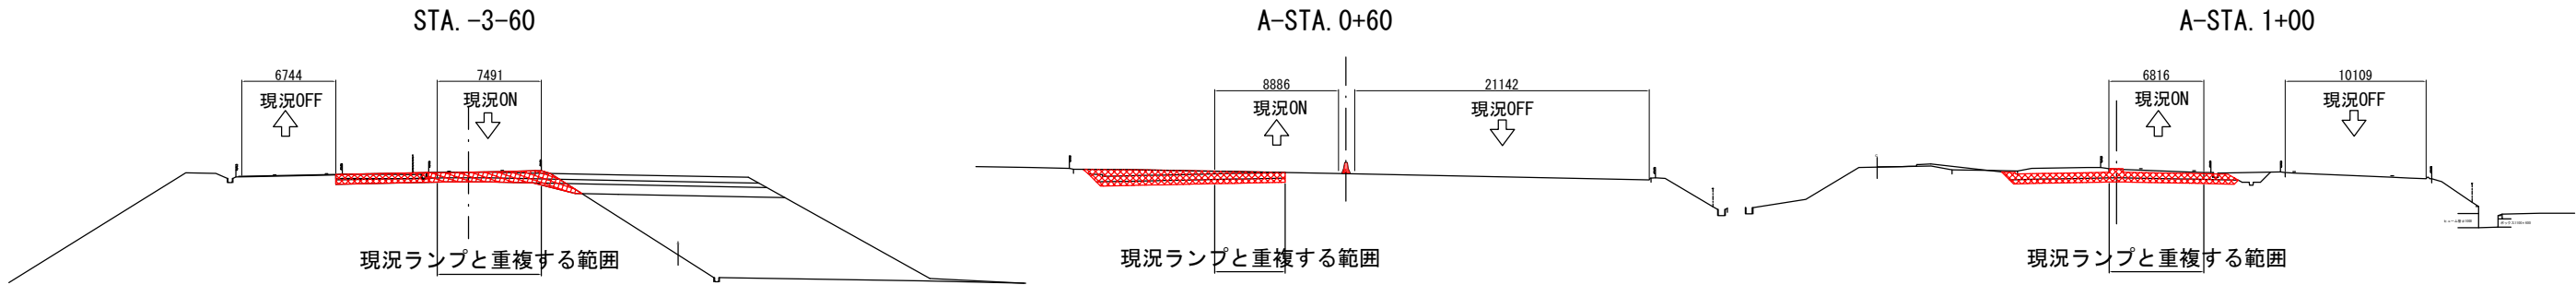 STA.-3-60
A-STA.0+60
A-STA.1+00
6744
7491
現況OFF
現況ON
現況ランプと重複する範囲
8886
21142
現況ON
現況OFF
現況ランプと重複する範囲
6816
10109
現況ON
現況OFF
現況ランプと重複する範囲